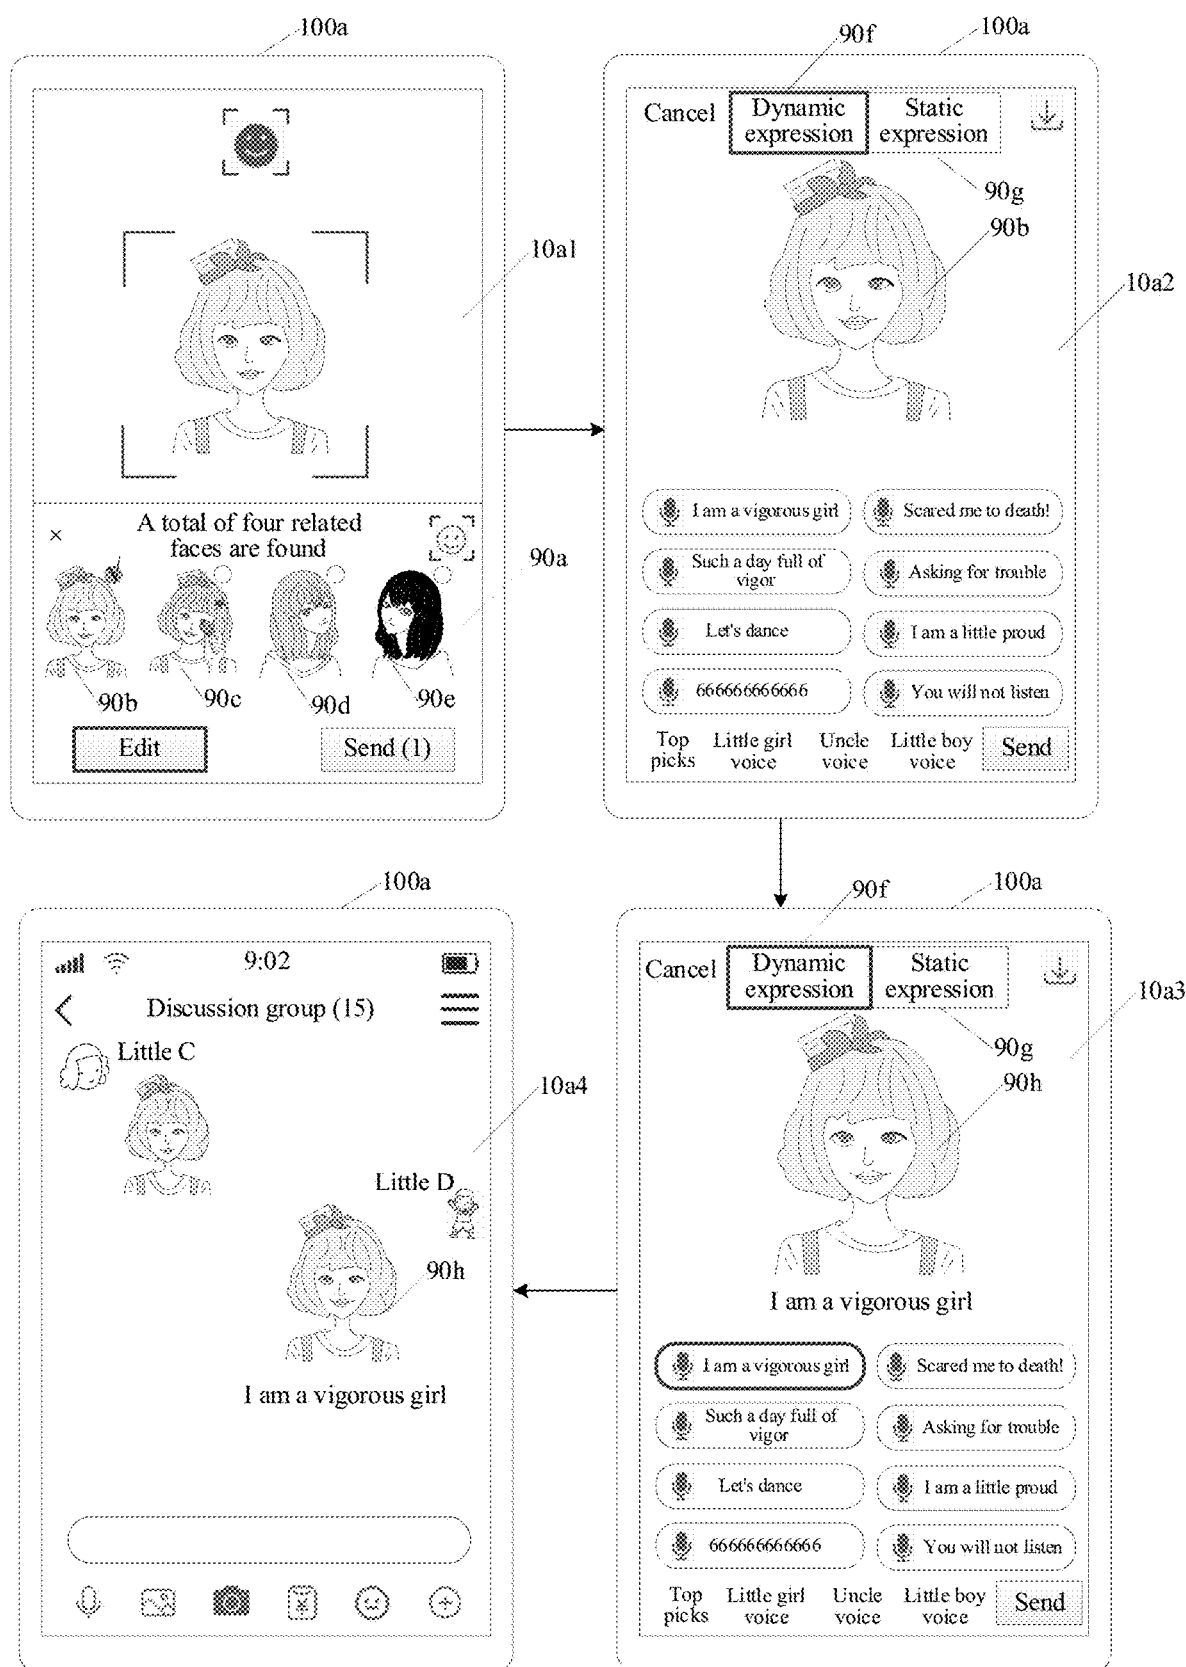 100a
10a1
A total of four related
faces are found
×
90a
90b
90c
90d
90e
Edit
Send (1)
90f
100a
Cancel
Dynamic
expression
Static
expression
90g
90b
10a2
I am a vigorous girl
Scared me to death!
Such a day full of
vigor
Asking for trouble
Let's dance
I am a little proud
666666666666
You will not listen
Top
picks
Little girl
voice
Uncle
voice
Little boy
voice
Send
100a
9:02
Discussion group (15)
Little C
10a4
Little D
90h
I am a vigorous girl
90f
100a
Cancel
Dynamic
expression
Static
expression
10a3
90g
90h
I am a vigorous girl
I am a vigorous girl
Scared me to death!
Such a day full of
vigor
Asking for trouble
Let's dance
I am a little proud
666666666666
You will not listen
Top
picks
Little girl
voice
Uncle
voice
Little boy
voice
Send